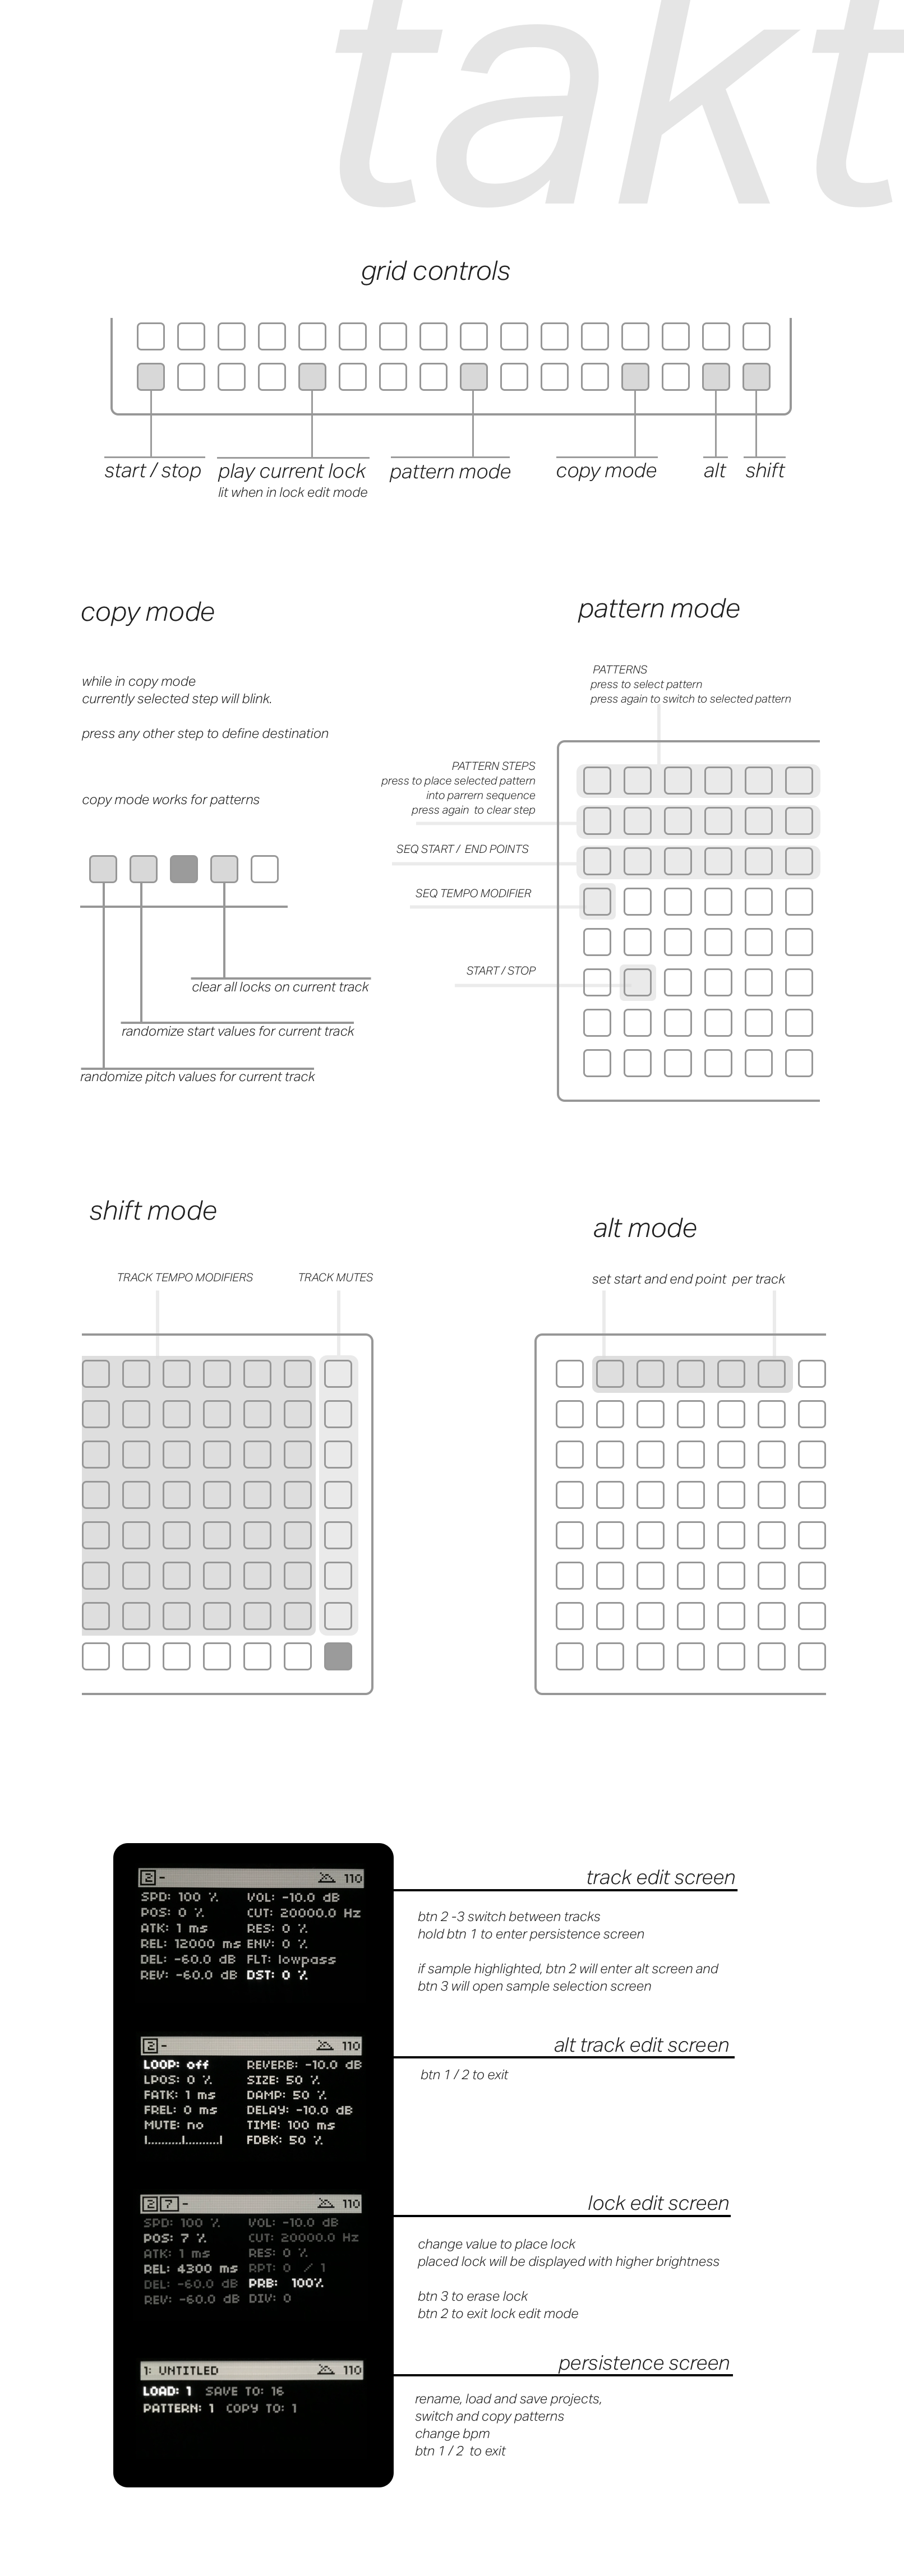 takt
grid controls
start / stop
play current lock
lit when in lock edit mode
pattern mode
copy mode
alt
shift
copy mode
while in copy mode
currently selected step will blink.
press any other step to define destination
copy mode works for patterns
clear all locks on current track
randomize start values for current track
randomize pitch values for current track
pattern mode
PATTERNS
press to select pattern
press again to switch to selected pattern
PATTERN STEPS
press to place selected pattern
into parrern sequence
press again to clear step
SEQ START / END POINTS
SEQ TEMPO MODIFIER
START / STOP
shift mode
TRACK TEMPO MODIFIERS
TRACK MUTES
alt mode
set start and end point per track
2 - 110
SPD: 100 % VOL: -10.0 dB
POS: 0 % CUT: 20000.0 Hz
ATK: 1 ms RES: 0 %
REL: 12000 ms ENV: 0 %
DEL: -60.0 dB FLT: lowpass
REV: -60.0 dB DST: 0 %
track edit screen
btn 2 -3 switch between tracks
hold btn 1 to enter persistence screen
if sample highlighted, btn 2 will enter alt screen and
btn 3 will open sample selection screen
2 - 110
LOOP: off REVERB: -10.0 dB
LPOS: 0 % SIZE: 50 %
FATK: 1 ms DAMP: 50 %
FREL: 0 ms DELAY: -10.0 dB
MUTE: no TIME: 100 ms
FDBK: 50 %
alt track edit screen
btn 1 / 2 to exit
2 7 - 110
SPD: 100 % VOL: -10.0 dB
POS: 7 % CUT: 20000.0 Hz
ATK: 1 ms RES: 0 %
REL: 4300 ms RPT: 0 / 1
DEL: -60.0 dB PRB: 100%
REV: -60.0 dB DIV: 0
lock edit screen
change value to place lock
placed lock will be displayed with higher brightness
btn 3 to erase lock
btn 2 to exit lock edit mode
1: UNTITLED 110
LOAD: 1 SAVE TO: 16
PATTERN: 1 COPY TO: 1
persistence screen
rename, load and save projects,
switch and copy patterns
change bpm
btn 1 / 2 to exit